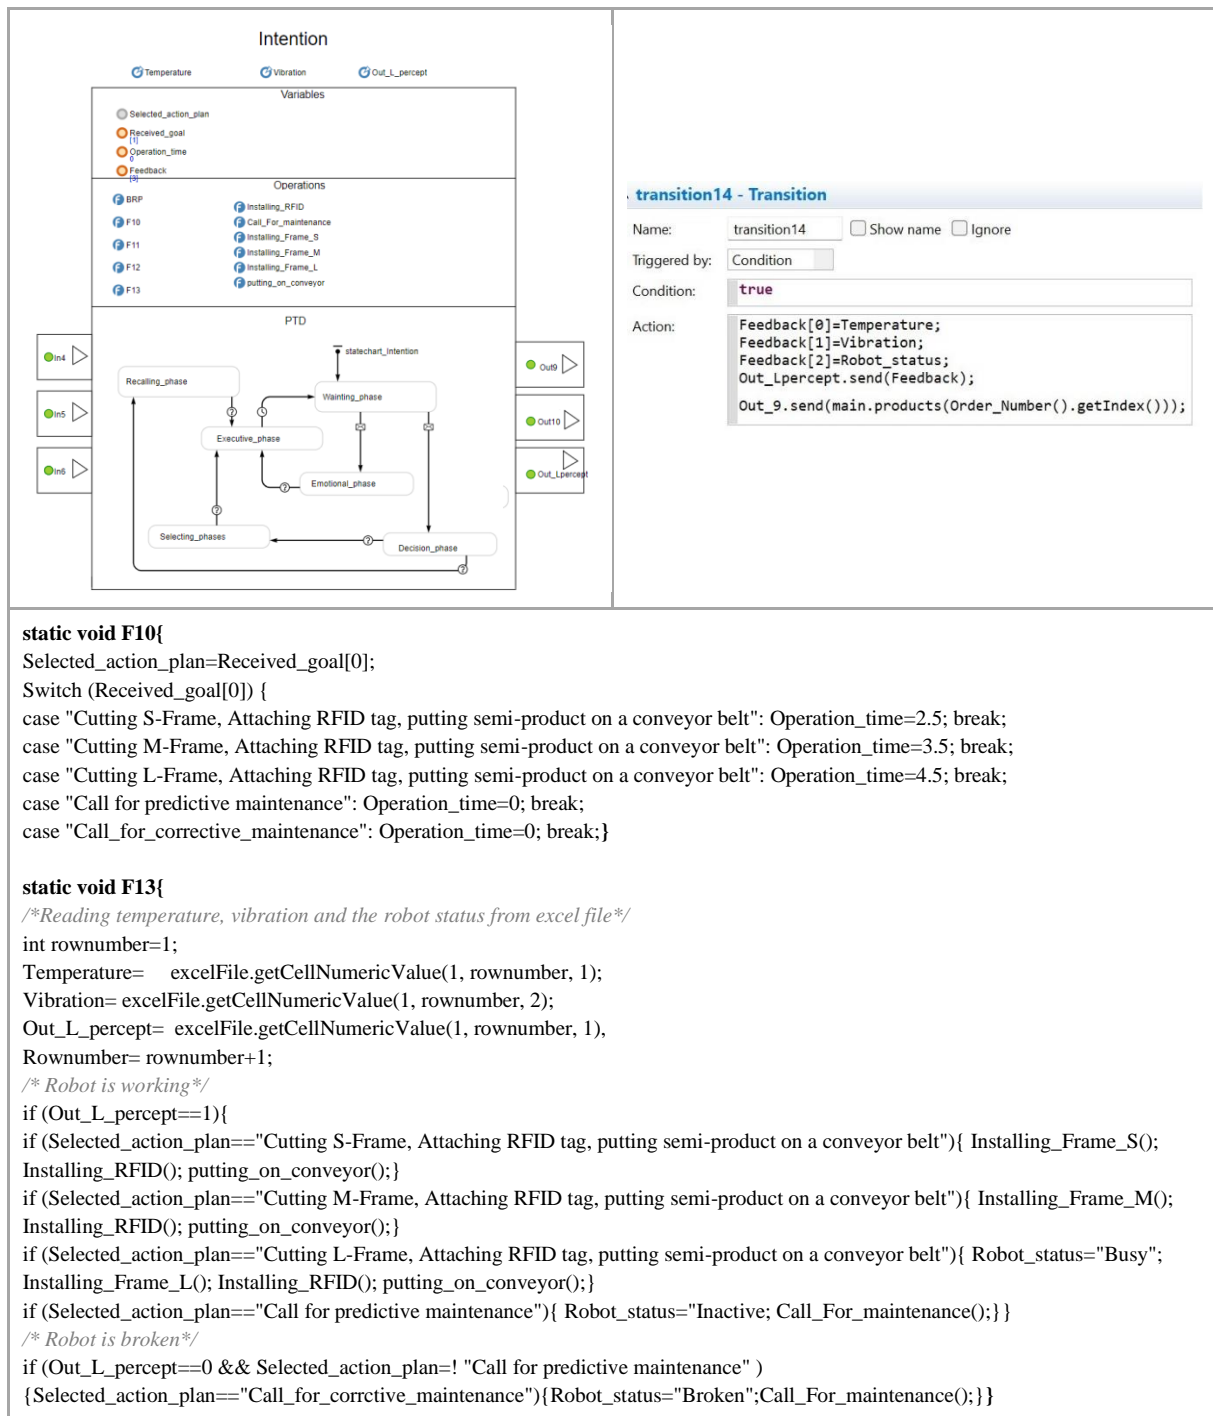 Intention
Temperature
Vibration
Out_L_percept
Variables
Selected_action_plan
Received_goal
[1]
Operation_time
0
Feedback
[3]
Operations
BRP
F10
F11
F12
F13
Installing_RFID
Call_For_maintenance
Installing_Frame_S
Installing_Frame_M
Installing_Frame_L
putting_on_conveyor
PTD
In4
In5
In6
statechart_Intention
Recalling_phase
Wainting_phase
Executive_phase
Emotional_phase
Selecting_phases
Decision_phase
Out9
Out10
Out_Lpercept
transition14 - Transition
Name: transition14 Show name Ignore
Triggered by: Condition
Condition: true
Action: Feedback[0]=Temperature;
Feedback[1]=Vibration;
Feedback[2]=Robot_status;
Out_Lpercept.send(Feedback);
Out_9.send(main.products(Order_Number().getIndex()));
static void F10{
Selected_action_plan=Received_goal[0];
Switch (Received_goal[0]) {
case "Cutting S-Frame, Attaching RFID tag, putting semi-product on a conveyor belt": Operation_time=2.5; break;
case "Cutting M-Frame, Attaching RFID tag, putting semi-product on a conveyor belt": Operation_time=3.5; break;
case "Cutting L-Frame, Attaching RFID tag, putting semi-product on a conveyor belt": Operation_time=4.5; break;
case "Call for predictive maintenance": Operation_time=0; break;
case "Call_for_corrective_maintenance": Operation_time=0; break;}
static void F13{
/*Reading temperature, vibration and the robot status from excel file*/
int rownumber=1;
Temperature= excelFile.getCellNumericValue(1, rownumber, 1);
Vibration= excelFile.getCellNumericValue(1, rownumber, 2);
Out_L_percept= excelFile.getCellNumericValue(1, rownumber, 1),
Rownumber= rownumber+1;
/* Robot is working*/
if (Out_L_percept==1){
if (Selected_action_plan=="Cutting S-Frame, Attaching RFID tag, putting semi-product on a conveyor belt"){ Installing_Frame_S();
Installing_RFID(); putting_on_conveyor();}
if (Selected_action_plan=="Cutting M-Frame, Attaching RFID tag, putting semi-product on a conveyor belt"){ Installing_Frame_M();
Installing_RFID(); putting_on_conveyor();}
if (Selected_action_plan=="Cutting L-Frame, Attaching RFID tag, putting semi-product on a conveyor belt"){ Robot_status="Busy";
Installing_Frame_L(); Installing_RFID(); putting_on_conveyor();}
if (Selected_action_plan=="Call for predictive maintenance"){ Robot_status="Inactive; Call_For_maintenance();}}
/* Robot is broken*/
if (Out_L_percept==0 && Selected_action_plan=! "Call for predictive maintenance" )
{Selected_action_plan=="Call_for_corrctive_maintenance"){Robot_status="Broken";Call_For_maintenance();}}